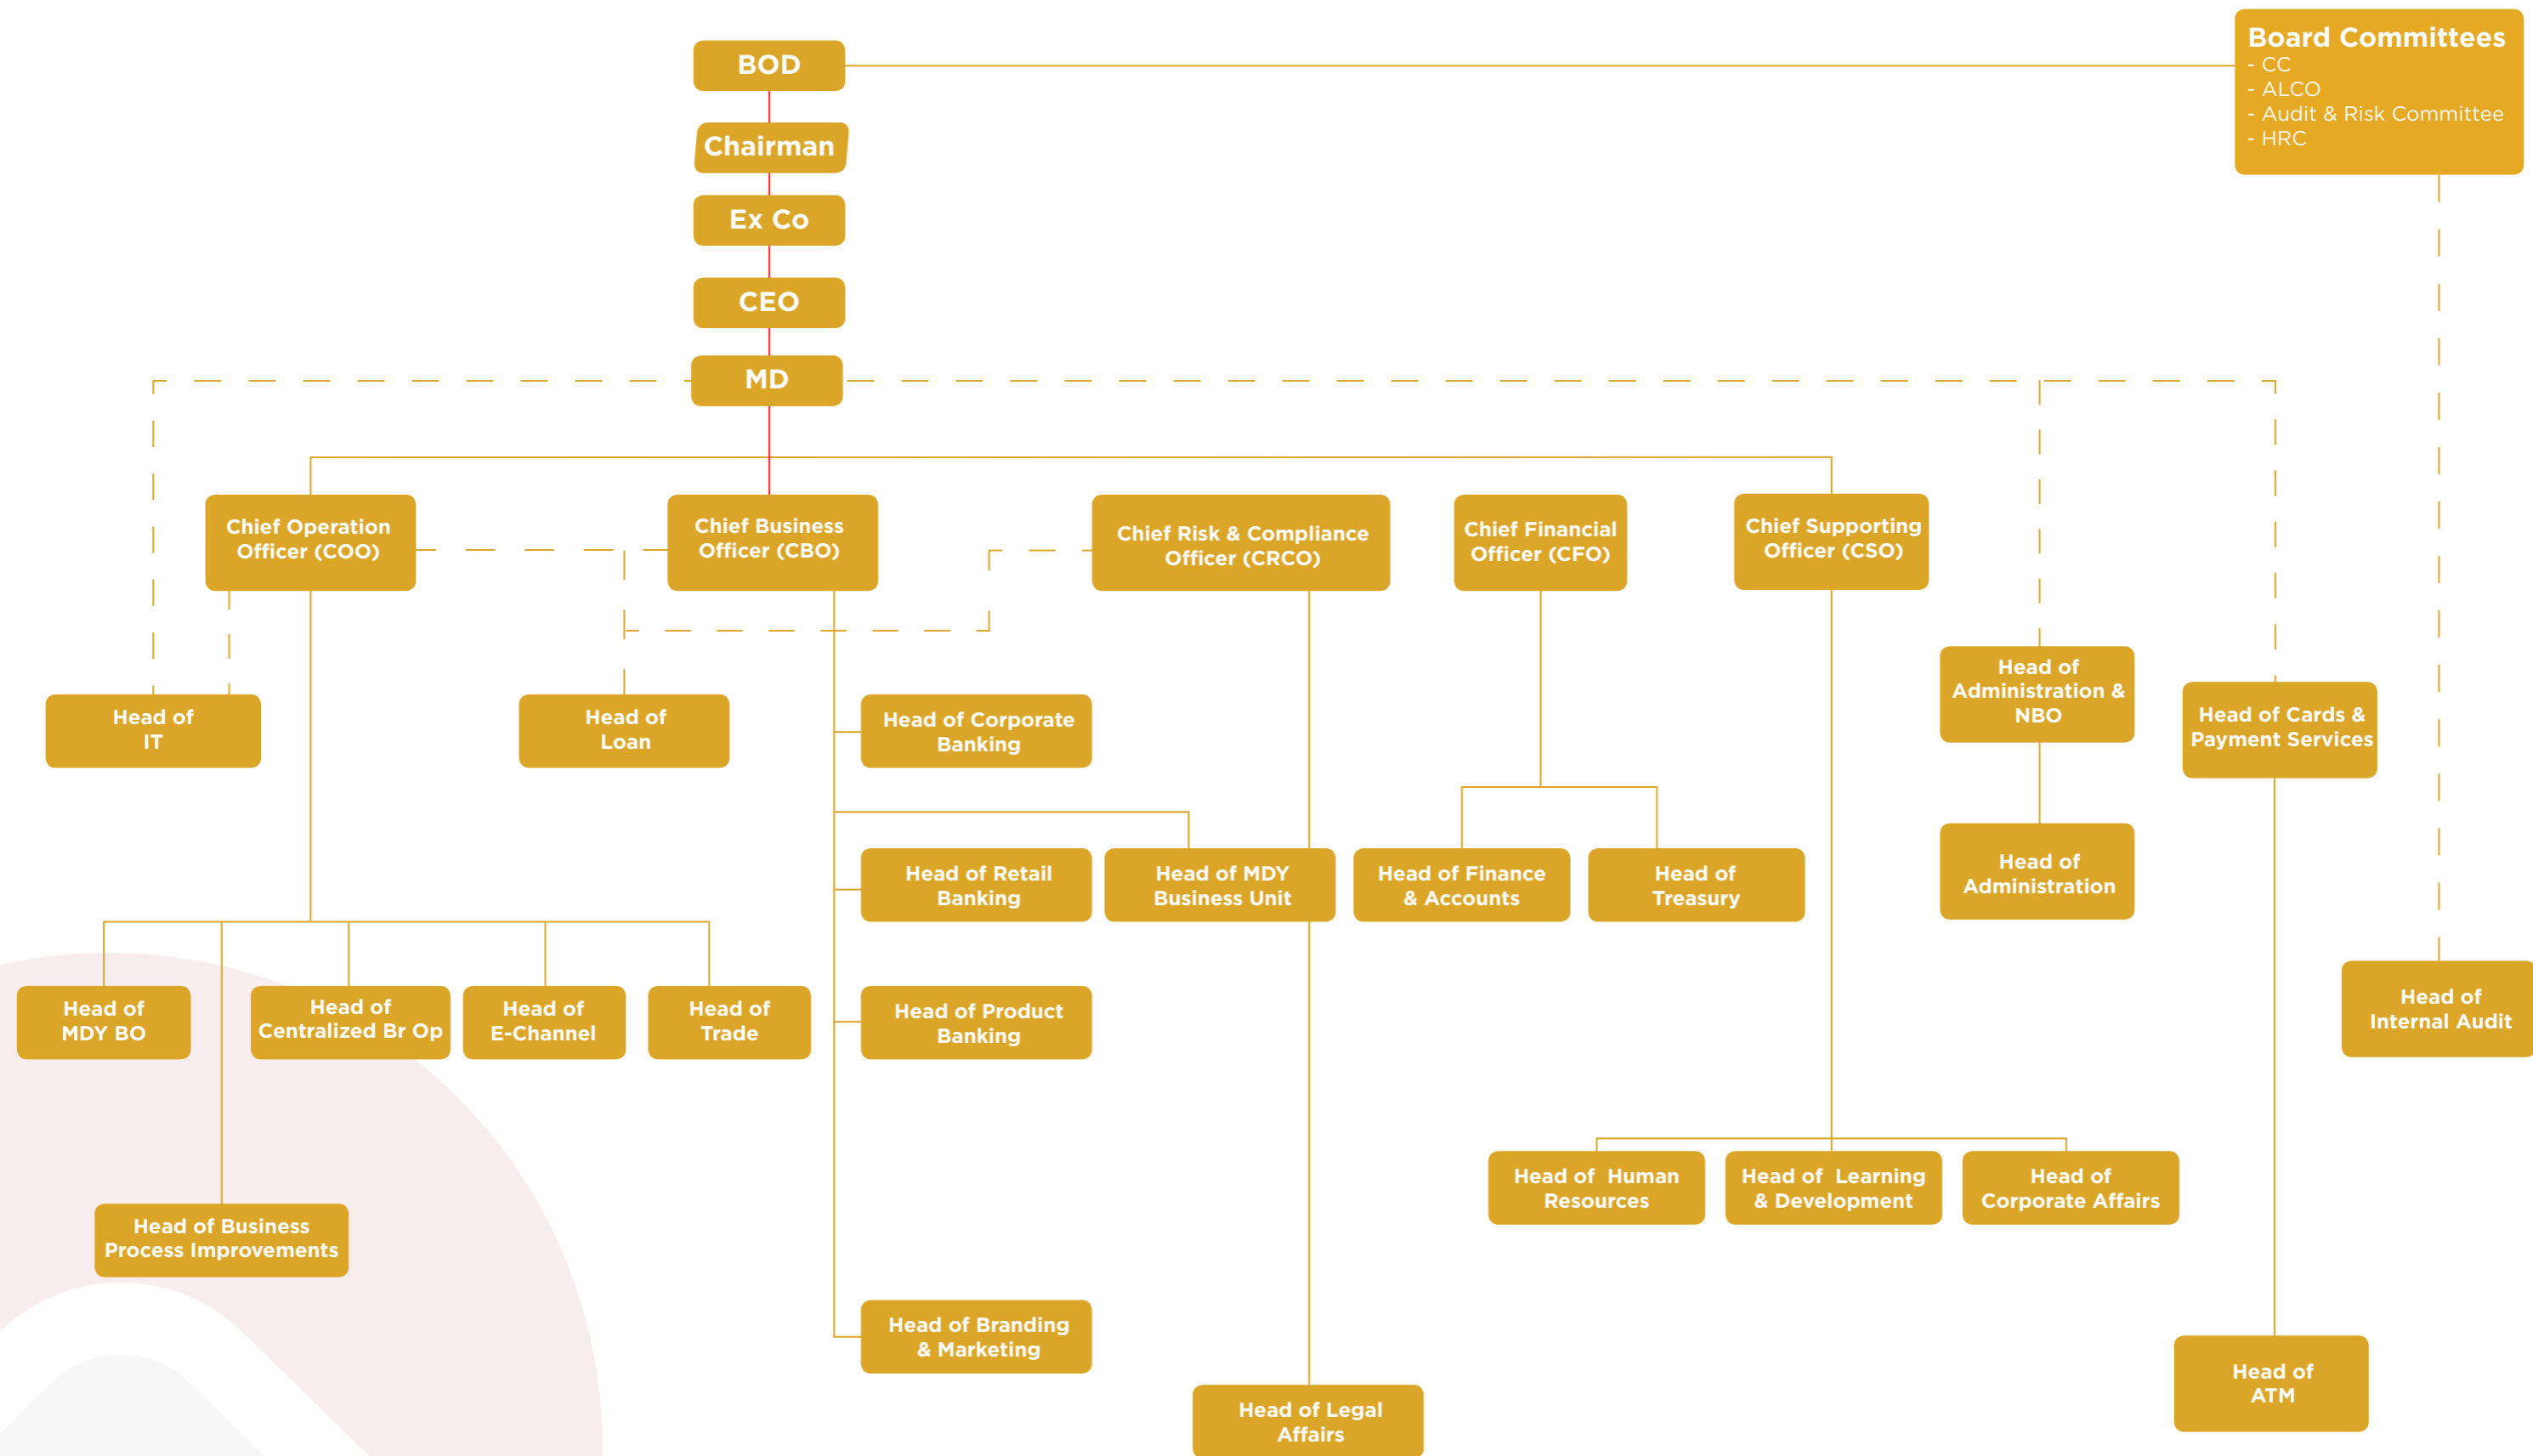 Board Committees
- CC
- ALCO
- Audit & Risk Committee
- HRC
BOD
Chairman
Ex Co
CEO
MD
Chief Operation
Officer (COO)
Chief Business
Officer (CBO)
Chief Risk & Compliance
Officer (CRCO)
Chief Financial
Officer (CFO)
Chief Supporting
Officer (CSO)
Head of
IT
Head of
Loan
Head of Corporate
Banking
Head of
Administration &
NBO
Head of Cards &
Payment Services
Head of Retail
Banking
Head of MDY
Business Unit
Head of Finance
& Accounts
Head of
Treasury
Head of
Administration
Head of
MDY BO
Head of
Centralized Br Op
Head of
E-Channel
Head of
Trade
Head of Product
Banking
Head of
Internal Audit
Head of Business
Process Improvements
Head of  Human
Resources
Head of  Learning
& Development
Head of
Corporate Affairs
Head of Branding
& Marketing
Head of Legal
Affairs
Head of
ATM